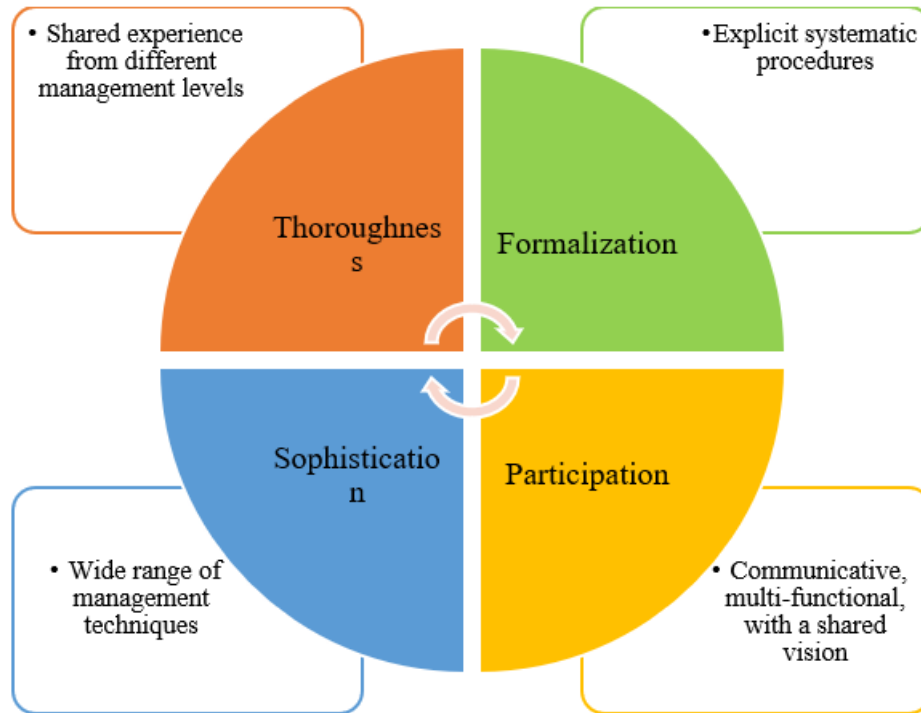 • Shared experience
from different
management levels
•Explicit systematic
procedures
Thoroughnes
s
Formalization
Sophisticatio
n
Participation
• Wide range of
management
techniques
• Communicative,
multi-functional,
with a shared
vision